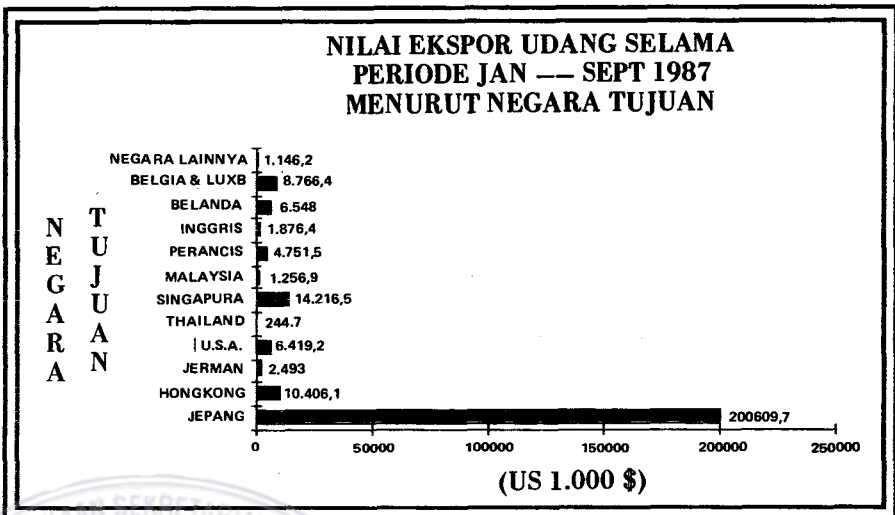 NILAI EKSPOR UDANG SELAMA
PERIODE JAN –– SEPT 1987
MENURUT NEGARA TUJUAN
NEGARA
TUJUAN
NEGARA LAINNYA 1.146,2
BELGIA & LUXB 8.766,4
BELANDA 6.548
INGGRIS 1.876,4
PERANCIS 4.751,5
MALAYSIA 1.256,9
SINGAPURA 14.216,5
THAILAND 244.7
U.S.A. 6.419,2
JERMAN 2.493
HONGKONG 10.406,1
JEPANG 200609,7
0 50000 100000 150000 200000 250000
(US 1.000 $)